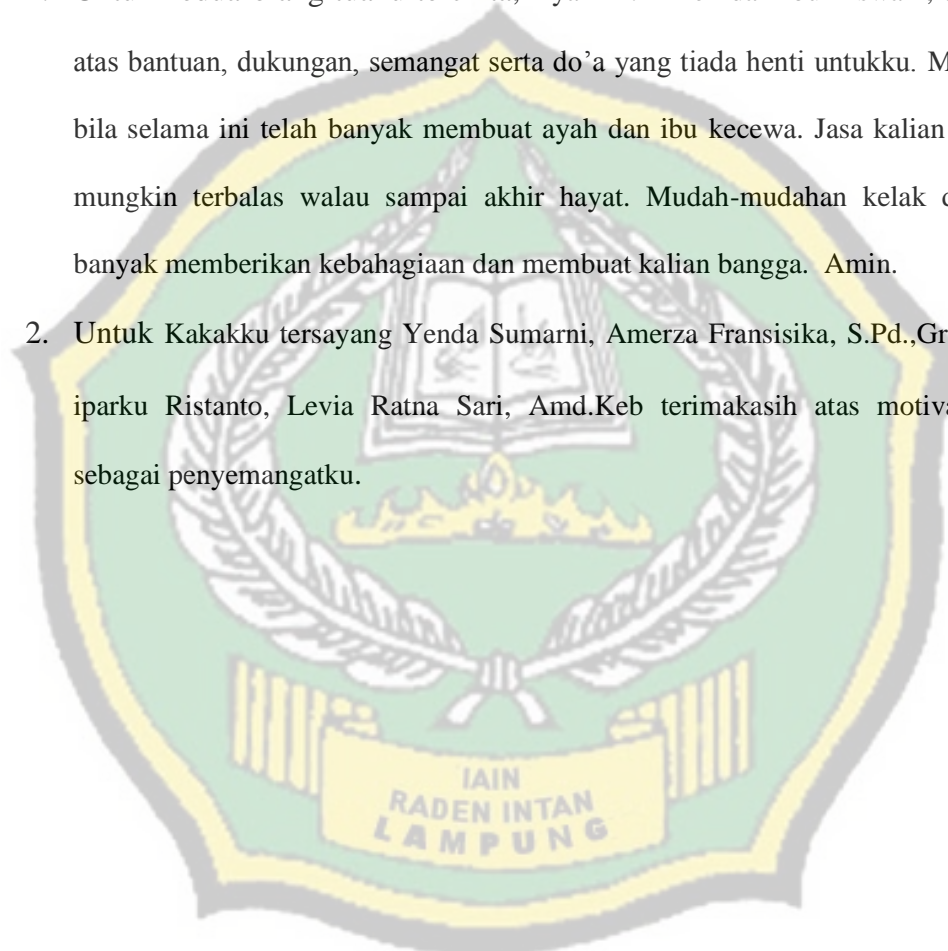 atas bantuan, dukungan, semangat serta do’a yang tiada henti untukku.
bila selama ini telah banyak membuat ayah dan ibu kecewa. Jasa kalian
mungkin terbalas walau sampai akhir hayat. Mudah-mudahan kelak
banyak memberikan kebahagiaan dan membuat kalian bangga. Amin.
2. Untuk Kakakku tersayang Yenda Sumarni, Amerza Fransisika, S.Pd.,Gr
iparku Ristanto, Levia Ratna Sari, Amd.Keb terimakasih atas
sebagai penyemangatku.
IAIN
RADEN INTAN
LAMPUNG